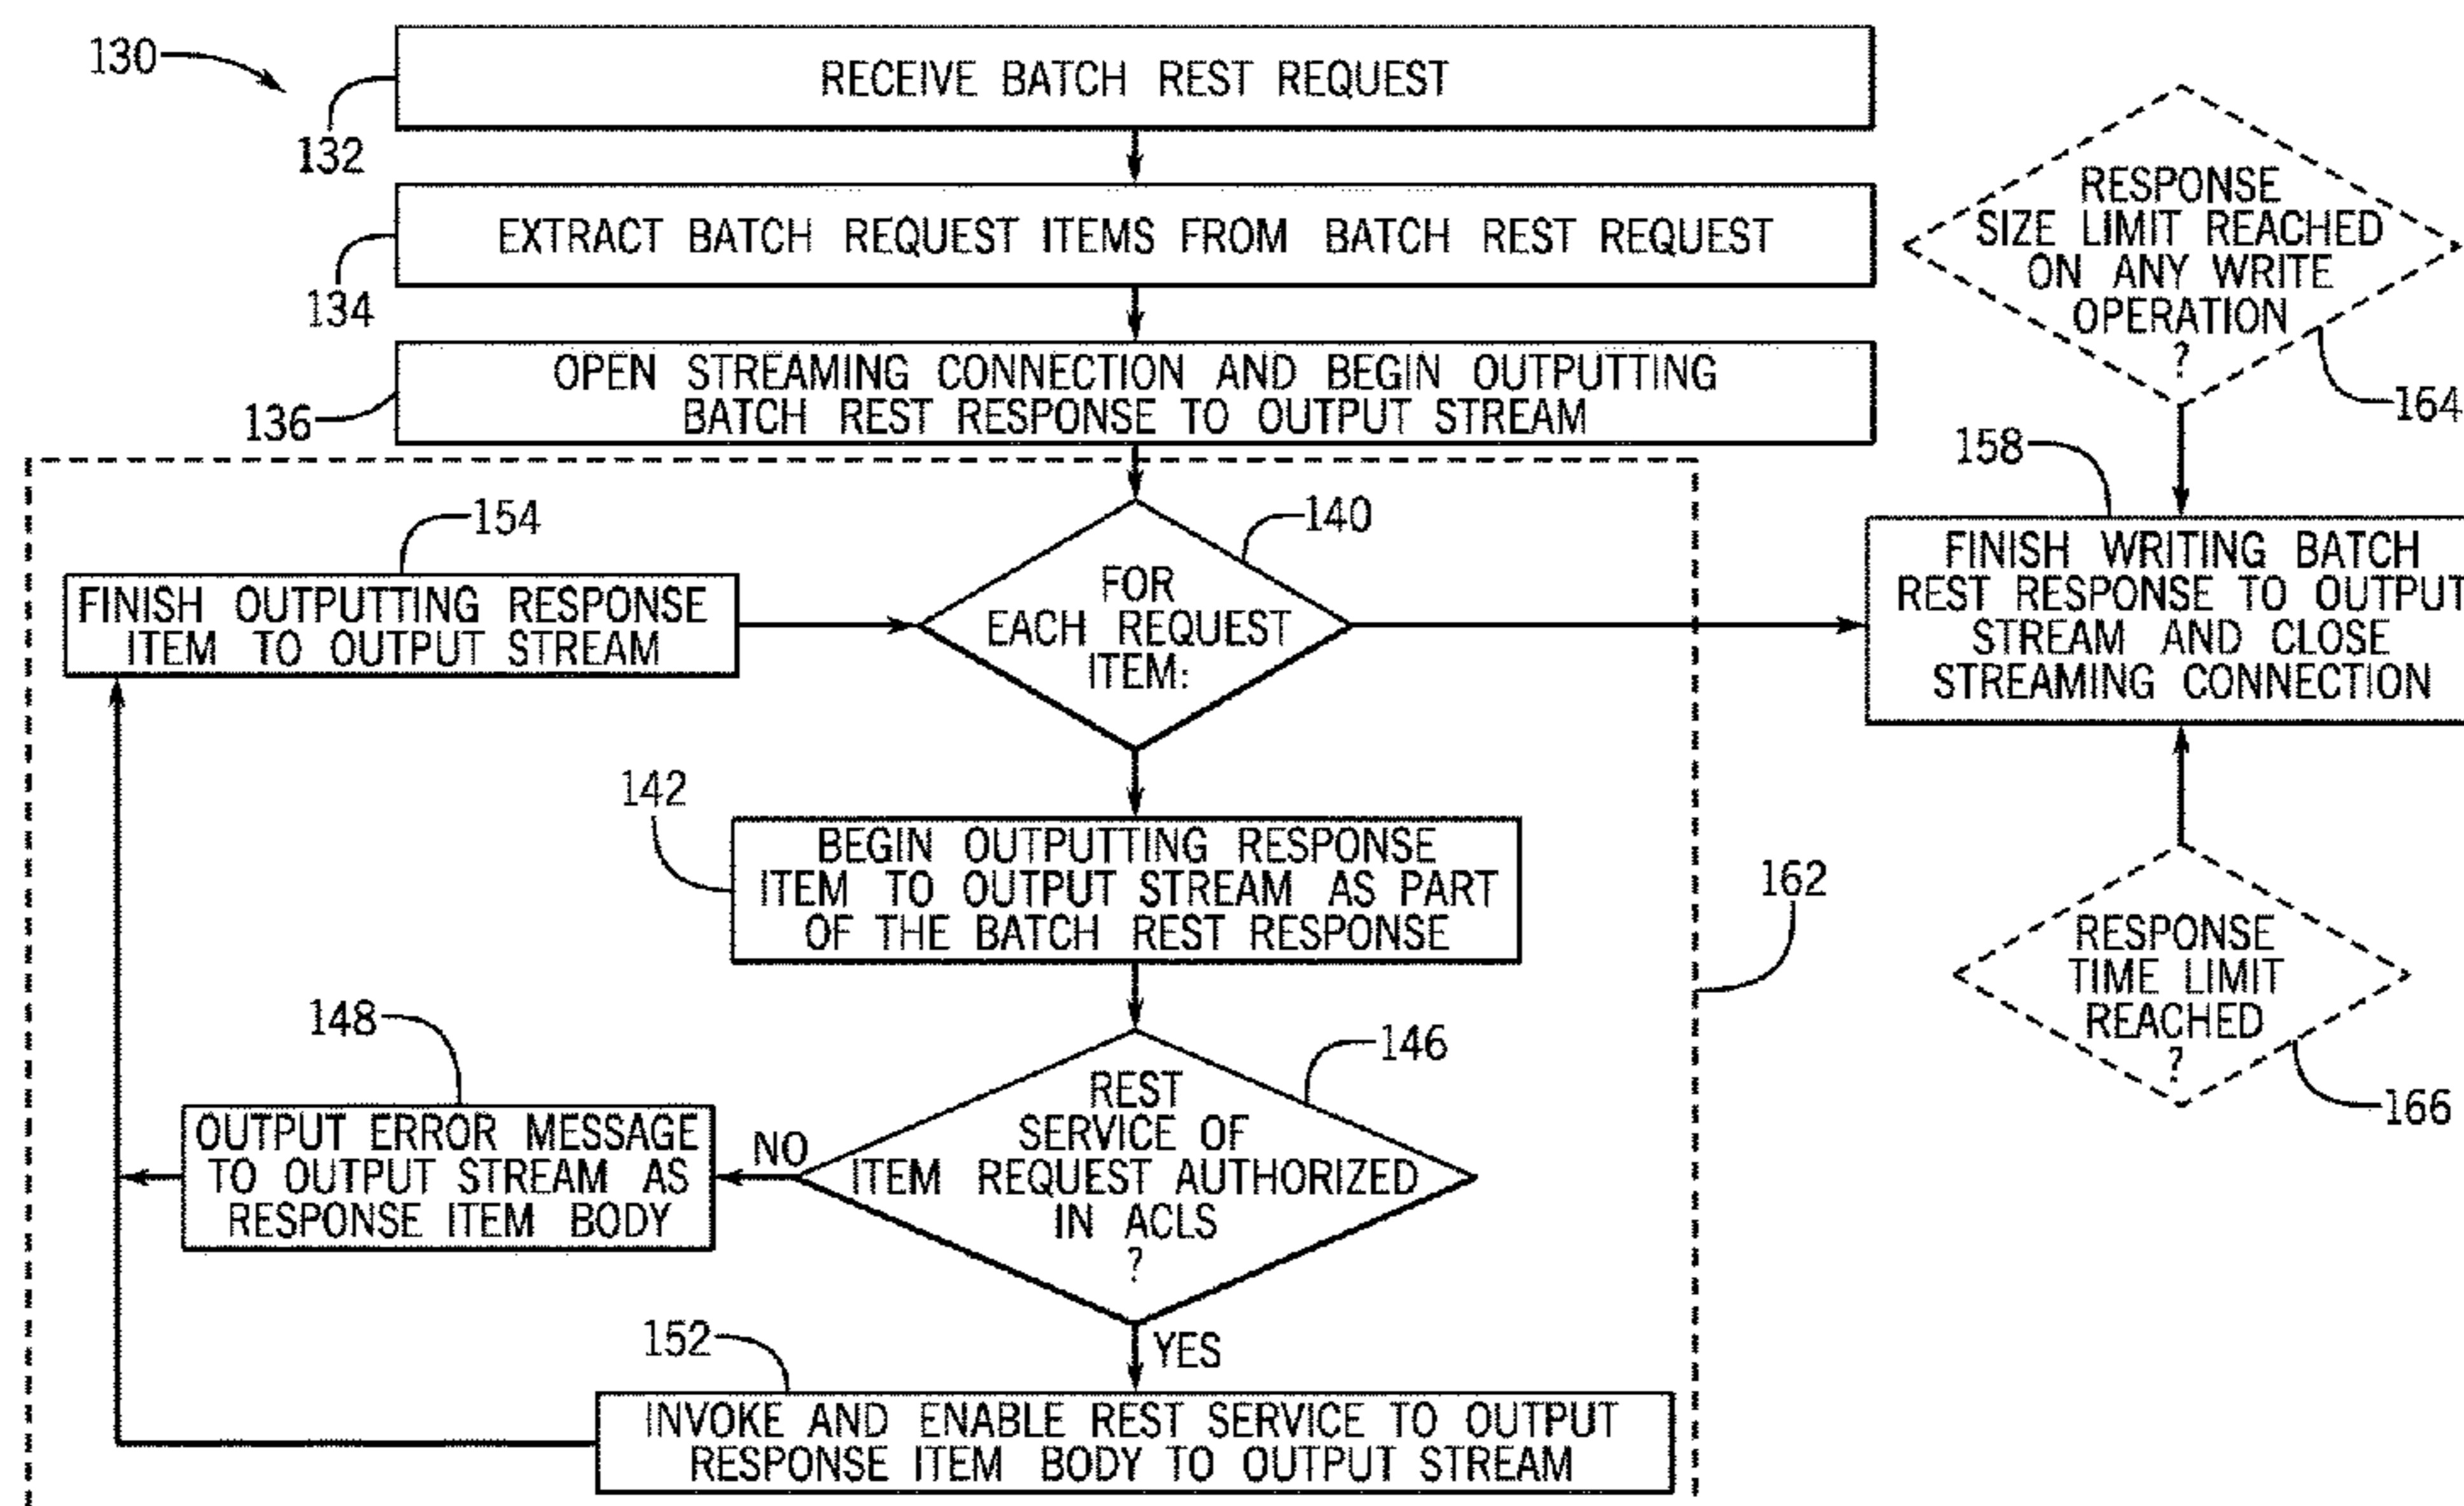 130
RECEIVE BATCH REST REQUEST
132
EXTRACT BATCH REQUEST ITEMS FROM BATCH REST REQUEST
134
OPEN STREAMING CONNECTION AND BEGIN OUTPUTTING
BATCH REST RESPONSE TO OUTPUT STREAM
136
RESPONSE
SIZE LIMIT REACHED
ON ANY WRITE
OPERATION
?
164
158
154
140
FINISH OUTPUTTING RESPONSE
ITEM TO OUTPUT STREAM
FOR
EACH REQUEST
ITEM:
FINISH WRITING BATCH
REST RESPONSE TO OUTPUT
STREAM AND CLOSE
STREAMING CONNECTION
142
BEGIN OUTPUTTING RESPONSE
ITEM TO OUTPUT STREAM AS PART
OF THE BATCH REST RESPONSE
162
RESPONSE
TIME LIMIT
REACHED
?
166
148
146
OUTPUT ERROR MESSAGE
TO OUTPUT STREAM AS
RESPONSE ITEM BODY
NO
REST
SERVICE OF
ITEM REQUEST AUTHORIZED
IN ACLS
?
152
YES
INVOKE AND ENABLE REST SERVICE TO OUTPUT
RESPONSE ITEM BODY TO OUTPUT STREAM